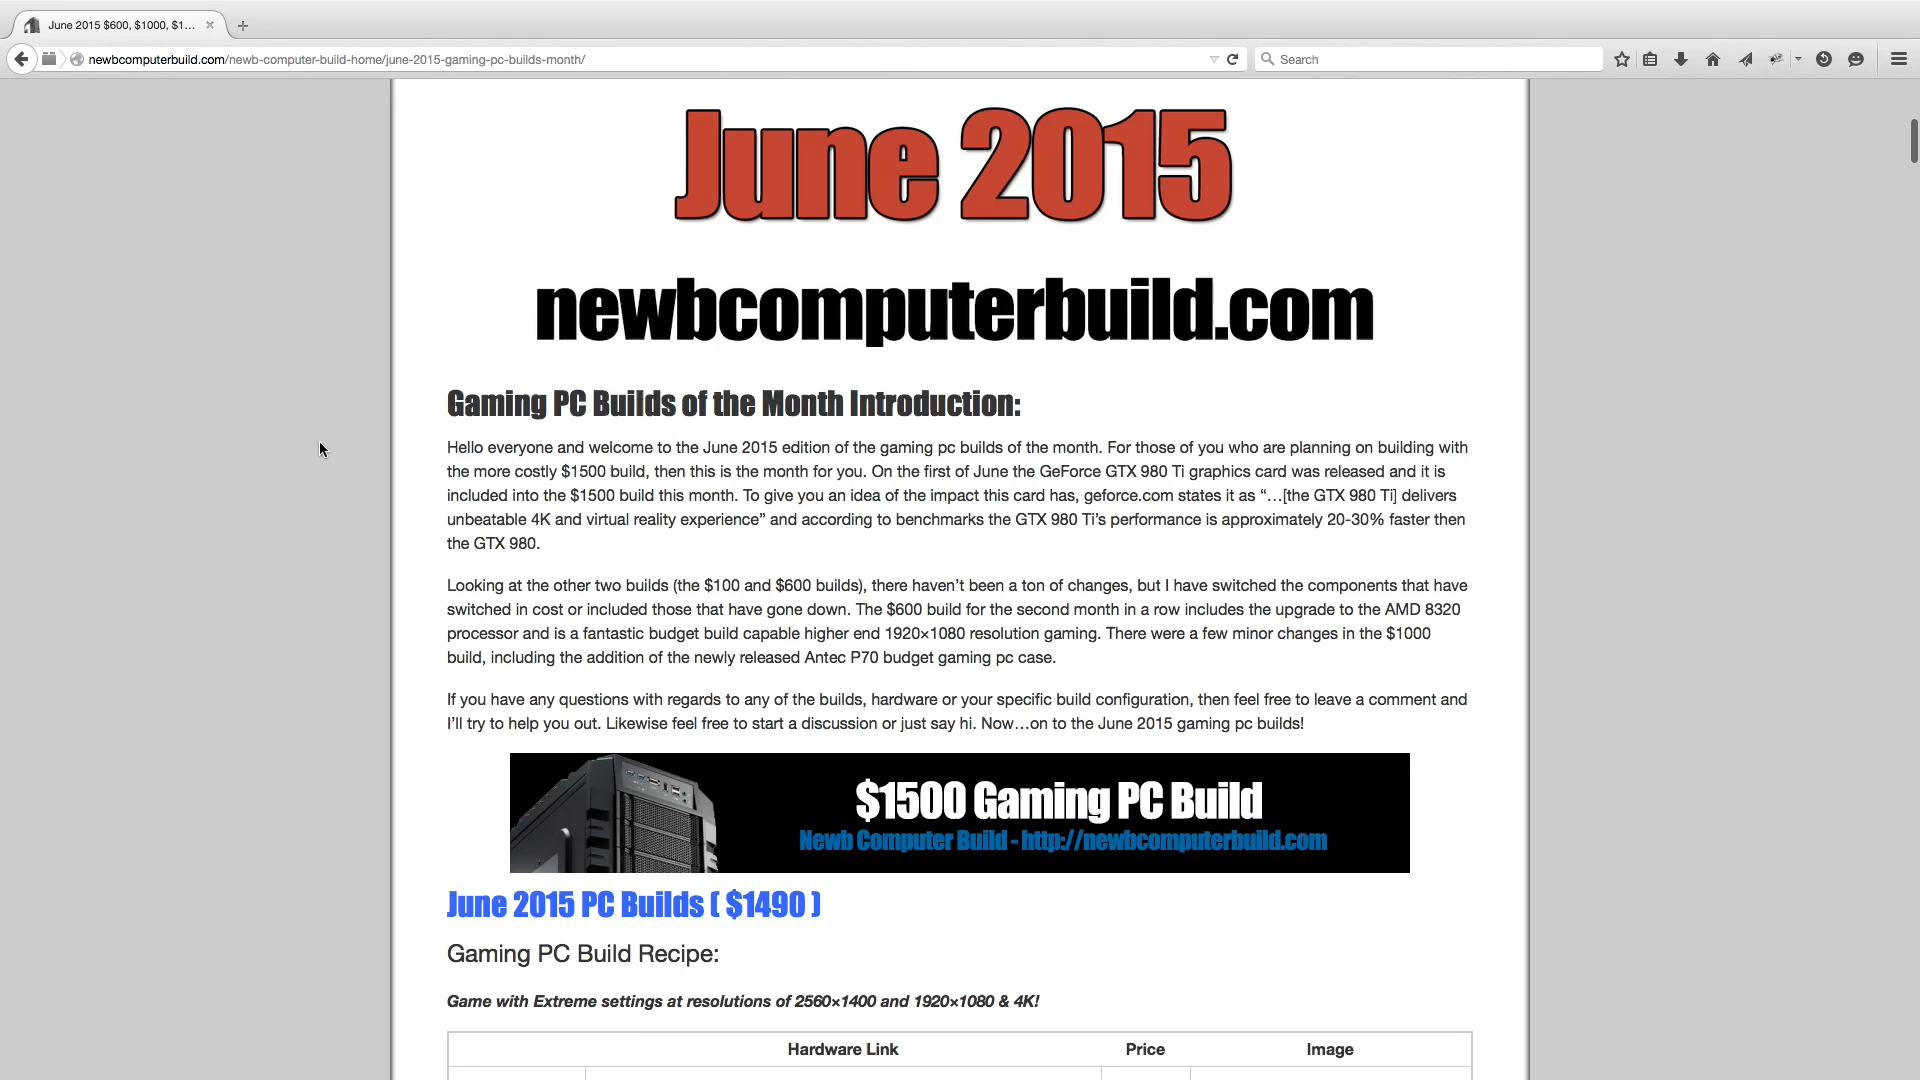 June 2015 $600, $1000, $1...
newbcomputerbuild.com/newb-computer-build-home/june-2015-gaming-pc-builds-month/
Search
June 2015
newbcomputerbuild.com
Gaming PC Builds of the Month Introduction:
Hello everyone and welcome to the June 2015 edition of the gaming pc builds of the month. For those of you who are planning on building with
the more costly $1500 build, then this is the month for you. On the first of June the GeForce GTX 980 Ti graphics card was released and it is
included into the $1500 build this month. To give you an idea of the impact this card has, geforce.com states it as “…[the GTX 980 Ti] delivers
unbeatable 4K and virtual reality experience” and according to benchmarks the GTX 980 Ti’s performance is approximately 20-30% faster then
the GTX 980.
Looking at the other two builds (the $100 and $600 builds), there haven’t been a ton of changes, but I have switched the components that have
switched in cost or included those that have gone down. The $600 build for the second month in a row includes the upgrade to the AMD 8320
processor and is a fantastic budget build capable higher end 1920×1080 resolution gaming. There were a few minor changes in the $1000
build, including the addition of the newly released Antec P70 budget gaming pc case.
If you have any questions with regards to any of the builds, hardware or your specific build configuration, then feel free to leave a comment and
I’ll try to help you out. Likewise feel free to start a discussion or just say hi. Now…on to the June 2015 gaming pc builds!
$1500 Gaming PC Build
Newb Computer Build - http://newbcomputerbuild.com
June 2015 PC Builds ( $1490 )
Gaming PC Build Recipe:
Game with Extreme settings at resolutions of 2560×1400 and 1920×1080 & 4K!
Hardware Link Price Image